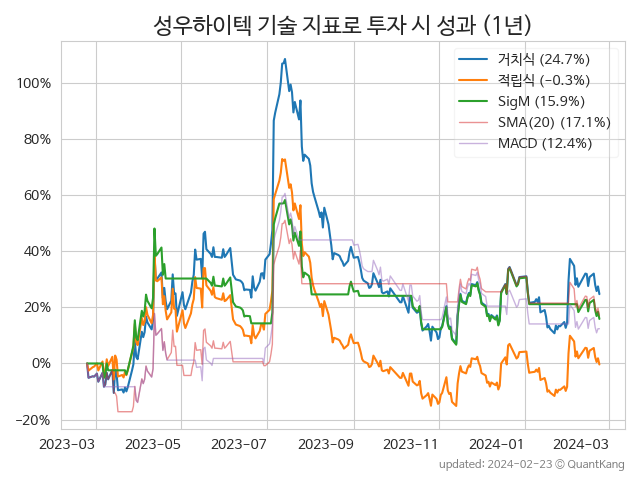 성우하이텍 기술 지표로 투자 시 성과 (1년)
거치식 (24.7%)
적립식 (−0.3%)
SigM (15.9%)
SMA(20) (17.1%)
MACD (12.4%)
100%
80%
60%
40%
20%
0%
−20%
2023-03 2023-05 2023-07 2023-09 2023-11 2024-01 2024-03
updated: 2024-02-23 © QuantKang